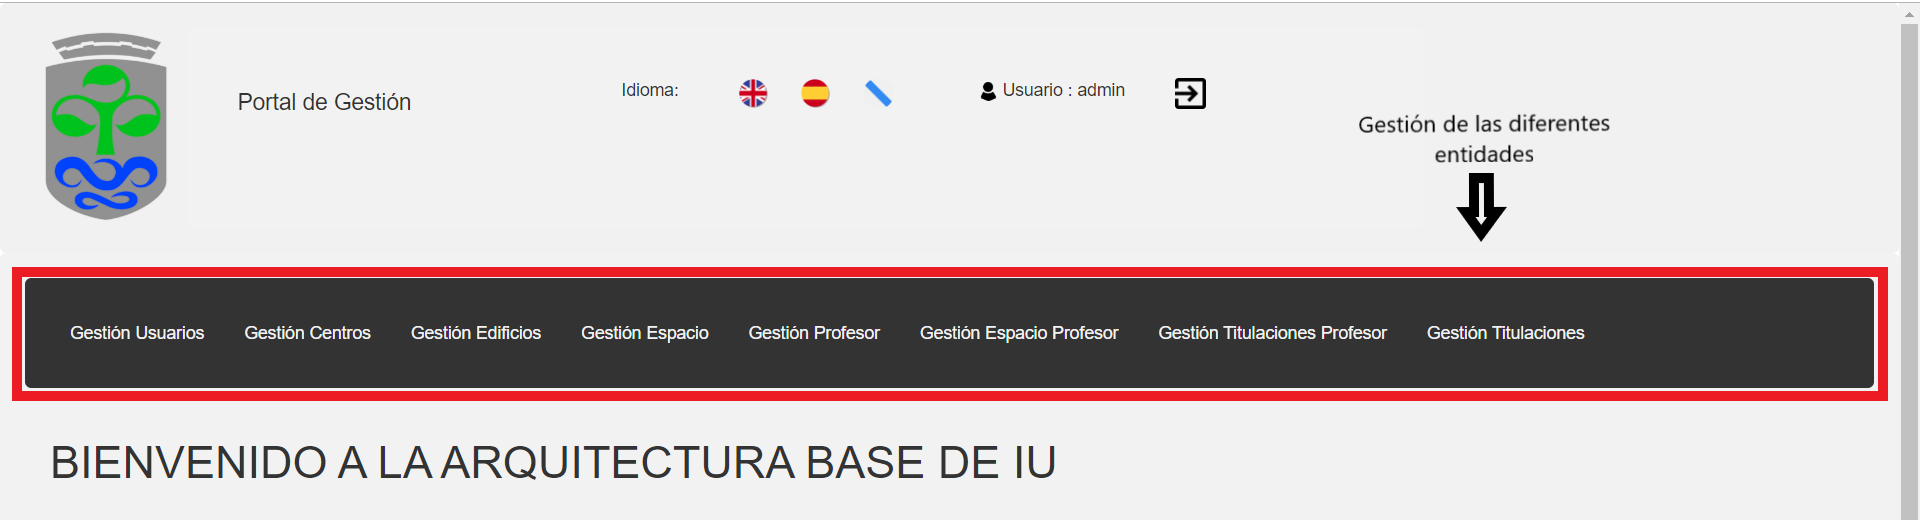 Portal de Gestión
Idioma:
Usuario : admin
Gestión de las diferentes
entidades
Gestión Usuarios
Gestión Centros
Gestión Edificios
Gestión Espacio
Gestión Profesor
Gestión Espacio Profesor
Gestión Titulaciones Profesor
Gestión Titulaciones
BIENVENIDO A LA ARQUITECTURA BASE DE IU